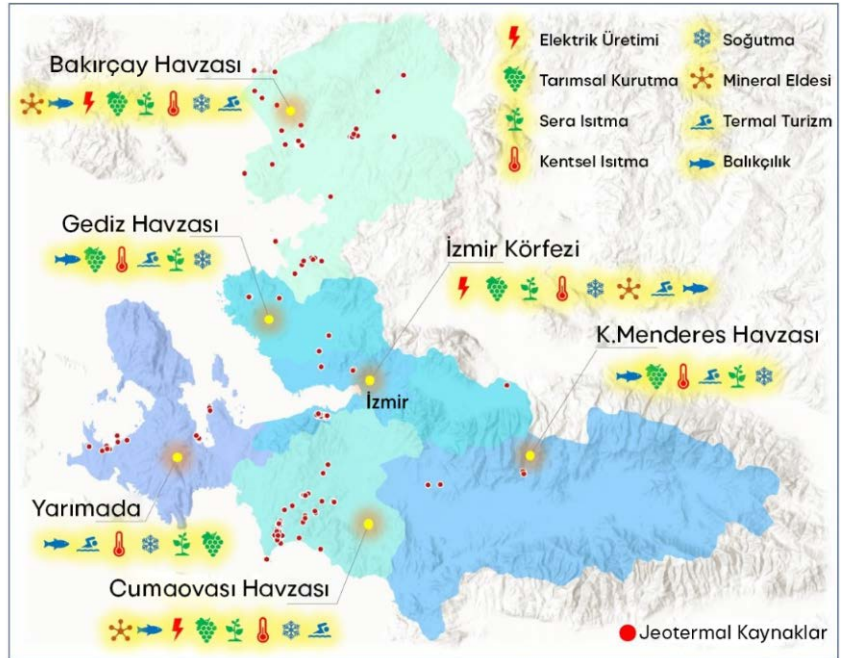 Bakırçay Havzası
Elektrik Üretimi
Soğutma
Tarımsal Kurutma
Mineral Eldesi
Sera Isıtma
Termal Turizm
Kentsel Isıtma
Balıkçılık
Gediz Havzası
İzmir Körfezi
K.Menderes Havzası
İzmir
Yarımada
Cumaovası Havzası
Jeotermal Kaynaklar